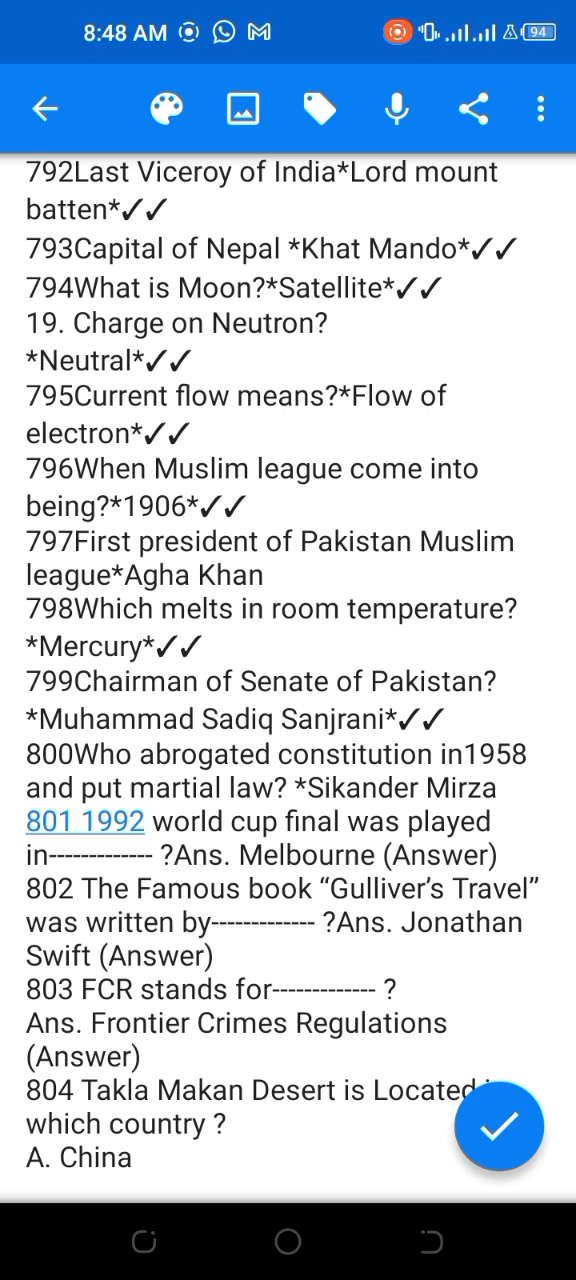 8:48 AM
94
792Last Viceroy of India*Lord mount
batten*✓✓
793Capital of Nepal *Khat Mando*✓✓
794What is Moon?*Satellite*✓✓
19. Charge on Neutron?
*Neutral*✓✓
795Current flow means?*Flow of
electron*✓✓
796When Muslim league come into
being?*1906*✓✓
797First president of Pakistan Muslim
league*Agha Khan
798Which melts in room temperature?
*Mercury*✓✓
799Chairman of Senate of Pakistan?
*Muhammad Sadiq Sanjrani*✓✓
800Who abrogated constitution in1958
and put martial law? *Sikander Mirza
801 1992 world cup final was played
in------------- ?Ans. Melbourne (Answer)
802 The Famous book “Gulliver’s Travel”
was written by------------- ?Ans. Jonathan
Swift (Answer)
803 FCR stands for------------- ?
Ans. Frontier Crimes Regulations
(Answer)
804 Takla Makan Desert is Located
which country ?
A. China